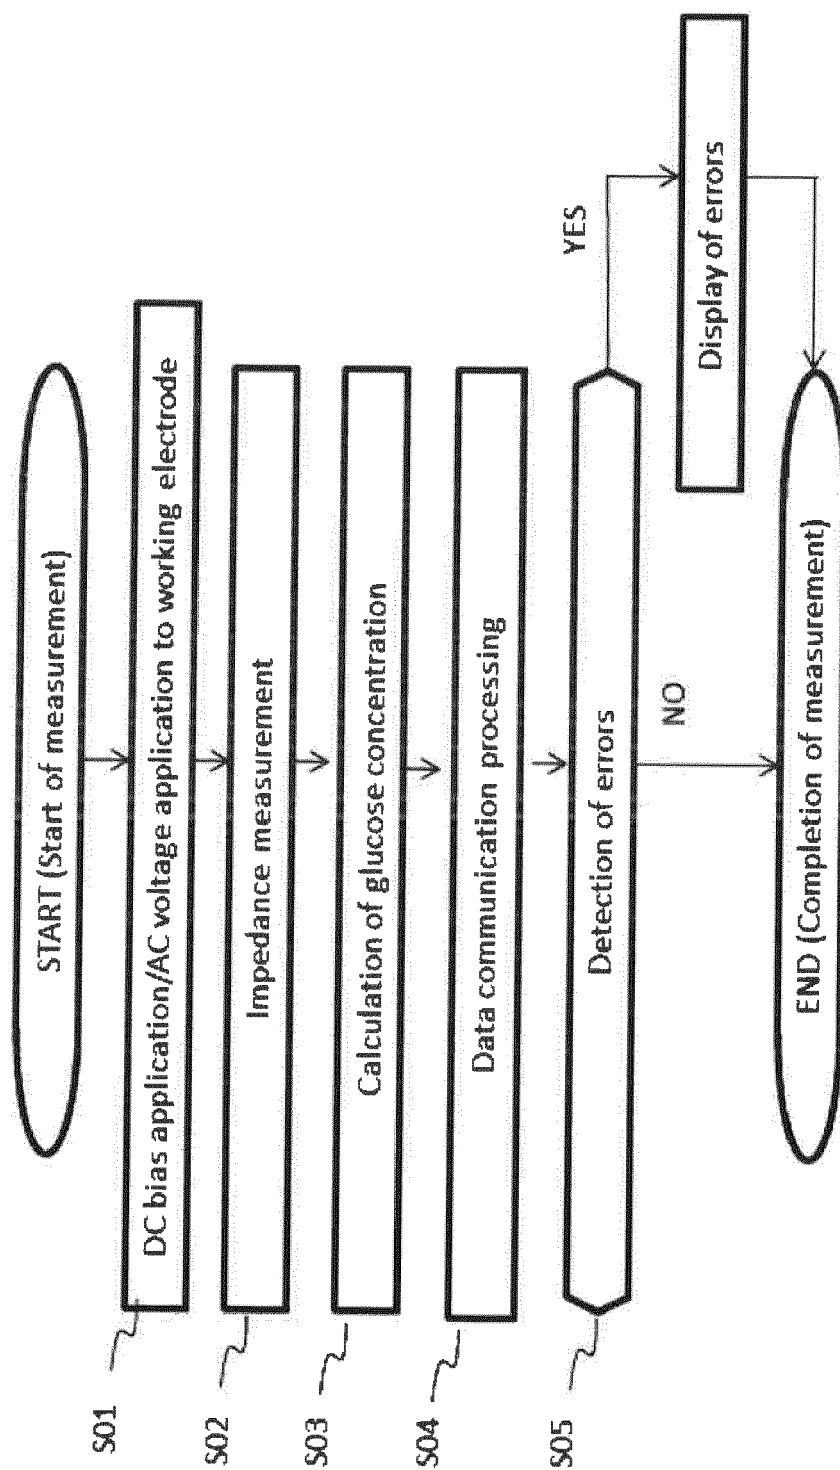 START (Start of measurement)
S01
DC bias application/AC voltage application to working electrode
S02
Impedance measurement
S03
Calculation of glucose concentration
S04
Data communication processing
S05
Detection of errors
YES
NO
Display of errors
END (Completion of measurement)